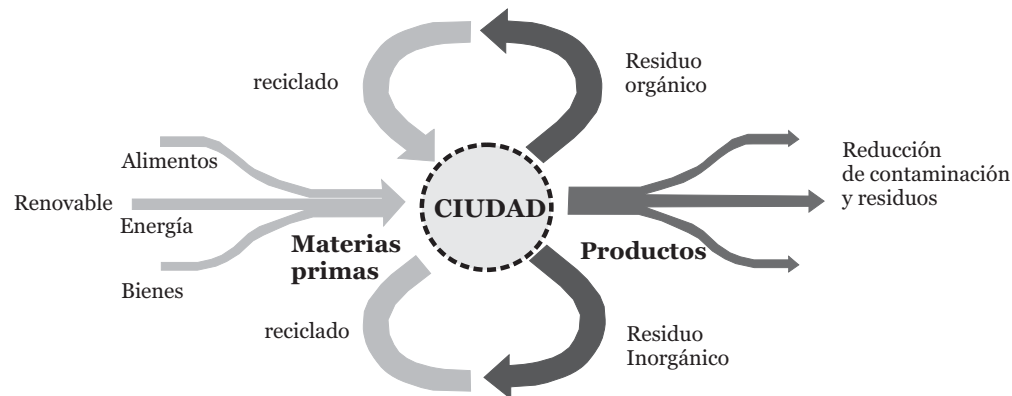 Residuo
orgánico
reciclado
Alimentos
Renovable
Energía
Bienes
Materias
primas
CIUDAD
Productos
Reducción
de contaminación
y residuos
reciclado
Residuo
Inorgánico